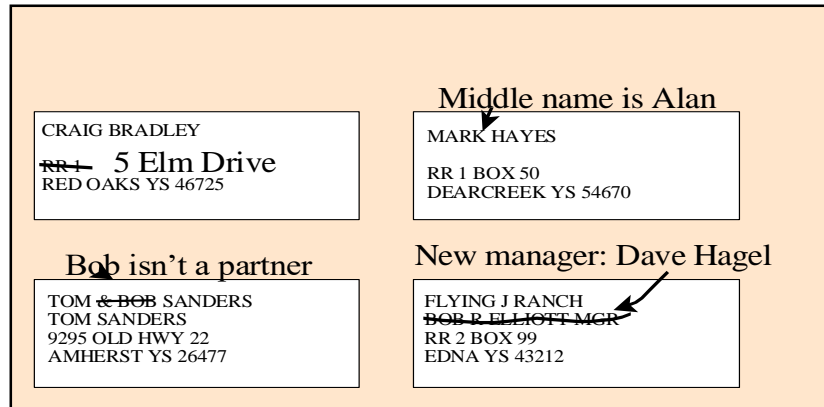 CRAIG BRADLEY
RR 1 5 Elm Drive
RED OAKS YS 46725
Middle name is Alan
MARK HAYES
RR 1 BOX 50
DEARCREEK YS 54670
Bob isn't a partner
TOM & BOB SANDERS
TOM SANDERS
9295 OLD HWY 22
AMHERST YS 26477
New manager: Dave Hagel
FLYING J RANCH
BOB R ELLIOTT MGR
RR 2 BOX 99
EDNA YS 43212